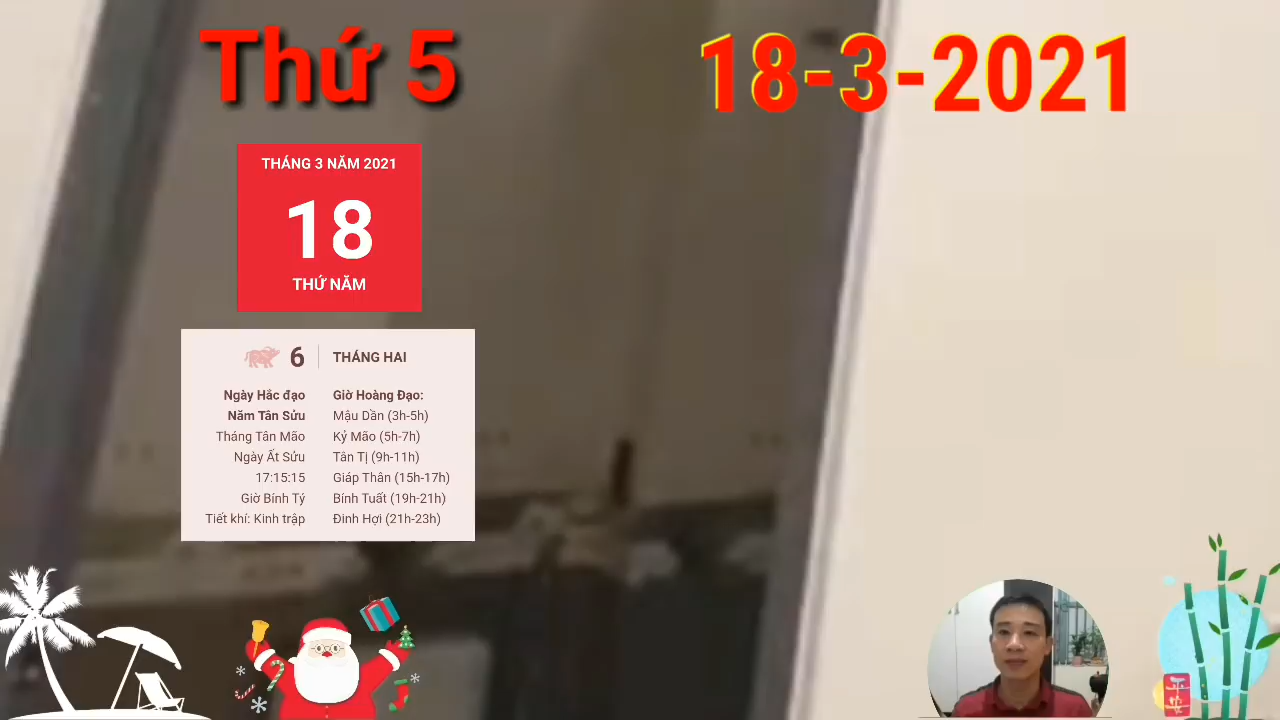 Thứ 5
18-3-2021
THÁNG 3 NĂM 2021
18
THỨ NĂM
6
THÁNG HAI
Ngày Hắc đạo
Năm Tân Sửu
Tháng Tân Mão
Ngày Ất Sửu
17:15:15
Giờ Bính Tý
Tiết khí: Kinh trập
Giờ Hoàng Đạo:
Mậu Dần (3h-5h)
Kỷ Mão (5h-7h)
Tân Tị (9h-11h)
Giáp Thân (15h-17h)
Bính Tuất (19h-21h)
Đinh Hợi (21h-23h)
平安